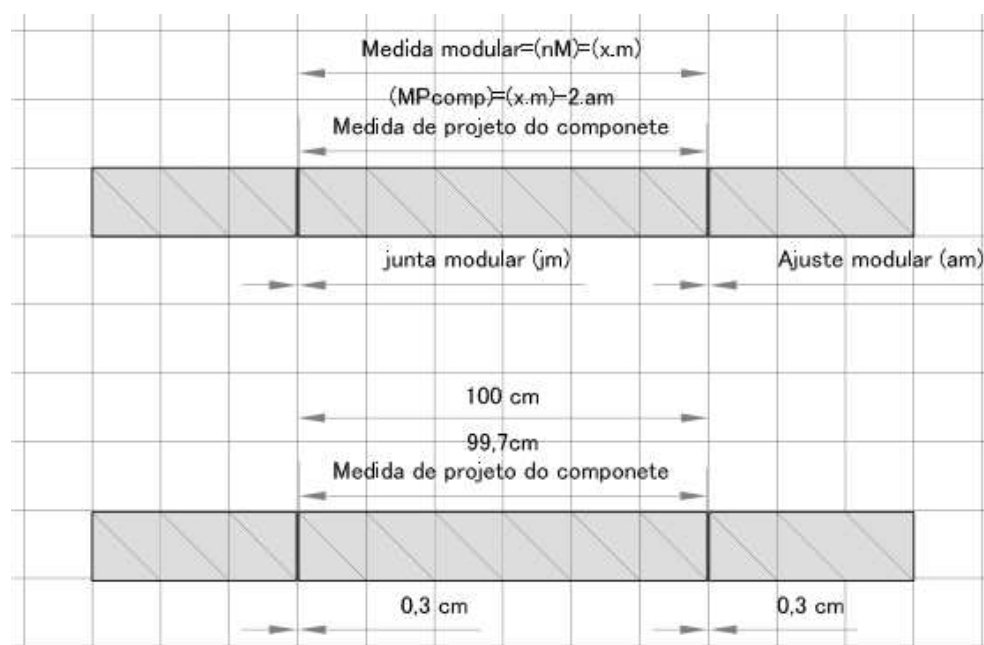 Medida modular=(nM)=(x.m)
(MPcomp)=(x.m)-2.am
Medida de projeto do componete
junta modular (jm)
Ajuste modular (am)
100 cm
99,7cm
Medida de projeto do componete
0,3 cm
0,3 cm